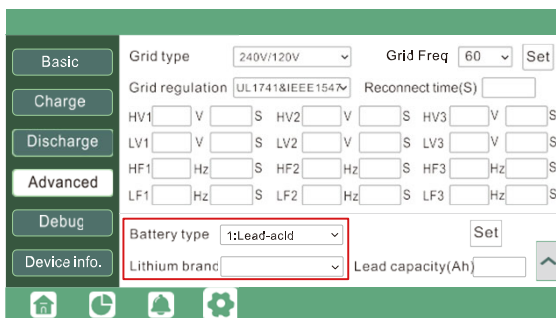 Basic
Charge
Discharge
Advanced
Debug
Device info.
Grid type 240V/120V Grid Freq 60 Set
Grid regulation UL1741&IEEE1547 Reconnect time(S)
HV1 V S HV2 V S HV3 V S
LV1 V S LV2 V S LV3 V S
HF1 Hz S HF2 Hz S HF3 Hz S
LF1 Hz S LF2 Hz S LF3 Hz S
Battery type 1:Lead-acid Set
Lithium brand Lead capacity(Ah)